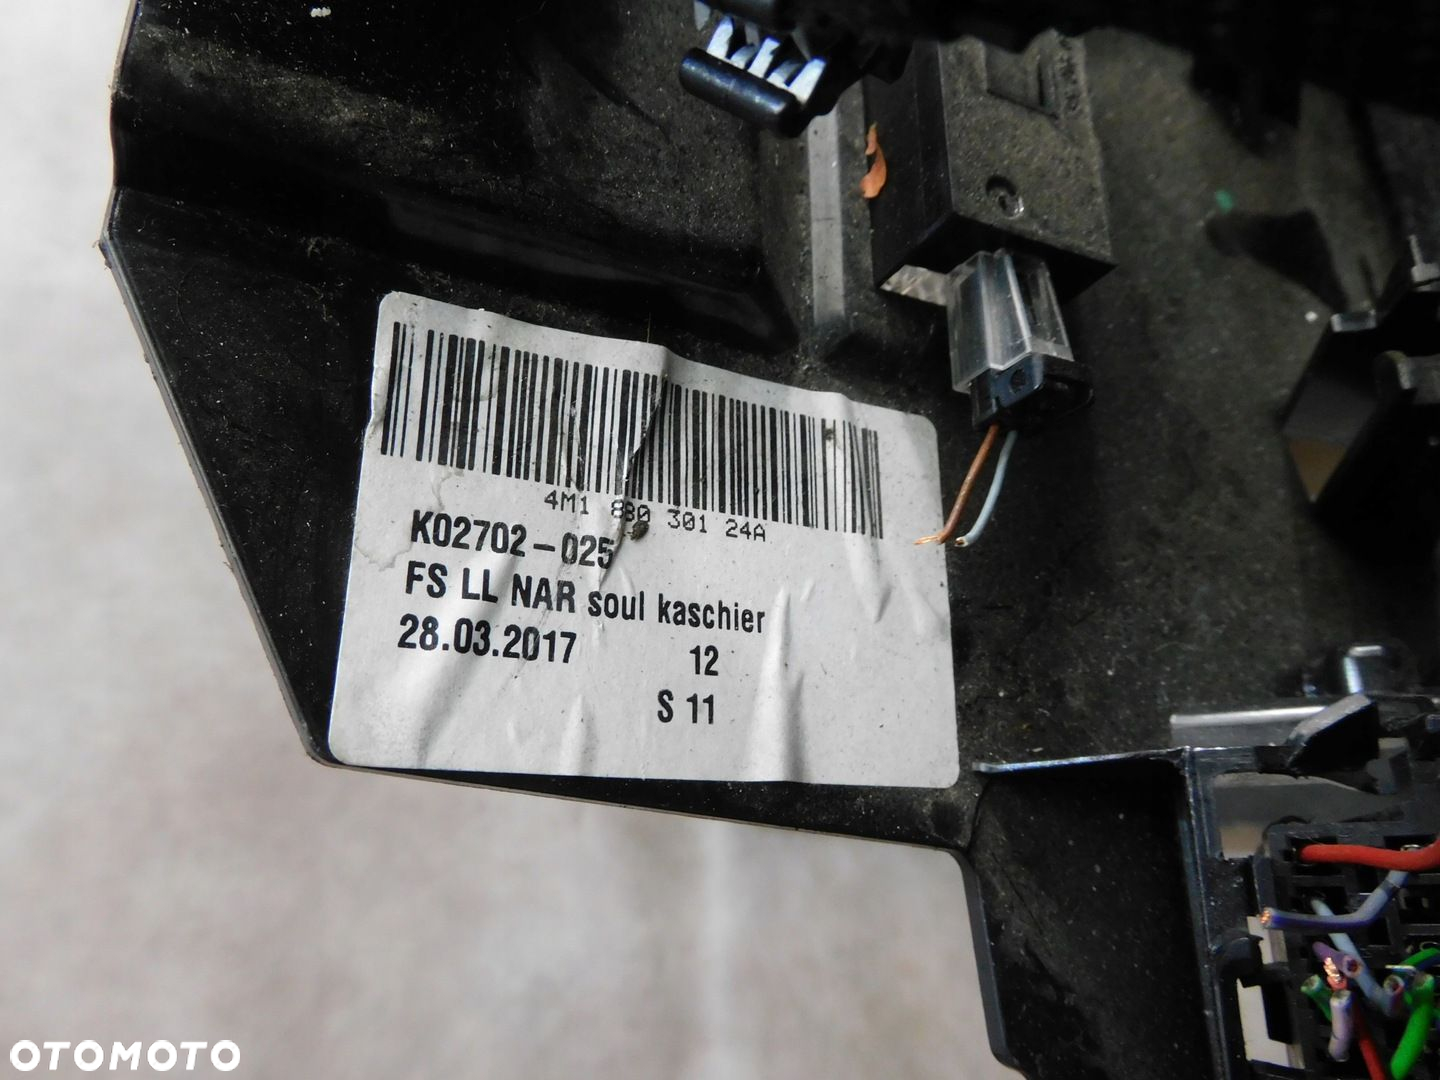 4M1 880 301 24A
K02702-025
FS LL NAR soul kaschier
28.03.2017 12
S 11
OTOMOTO